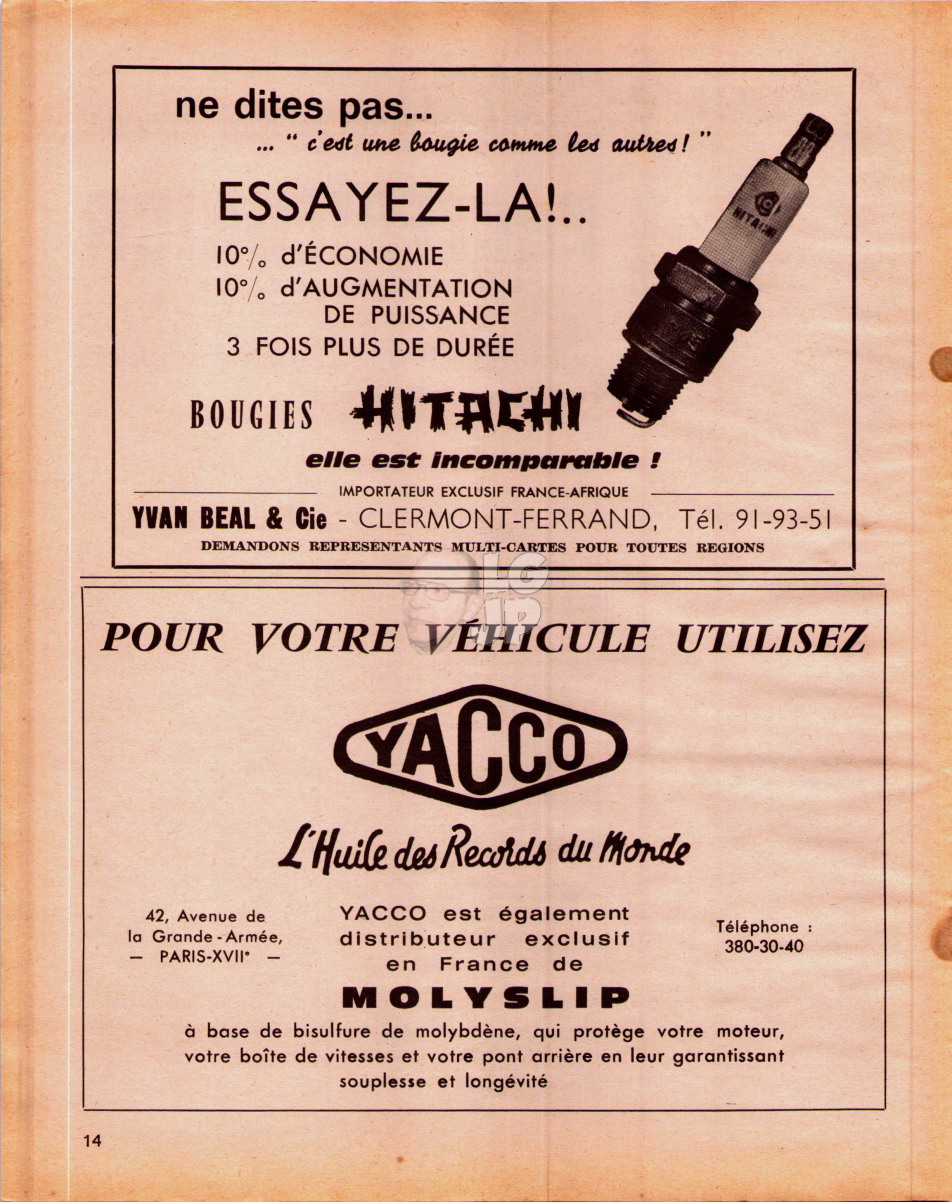 ne dites pas...
... " c'est une bougie comme les autres ! "
ESSAYEZ-LA!..
10% d'ÉCONOMIE
10% d'AUGMENTATION
DE PUISSANCE
3 FOIS PLUS DE DURÉE
HITACHI
BOUGIES HITACHI
elle est incomparable !
IMPORTATEUR EXCLUSIF FRANCE-AFRIQUE
YVAN BEAL & Cie - CLERMONT-FERRAND, Tél. 91-93-51
DEMANDONS REPRESENTANTS MULTI-CARTES POUR TOUTES REGIONS
LG
IP
POUR VOTRE VÉHICULE UTILISEZ
YACCO
L'Huile des Records du Monde
42, Avenue de
la Grande-Armée,
— PARIS-XVIIe —
YACCO est également
distributeur exclusif
en France de
MOLYSLIP
Téléphone :
380-30-40
à base de bisulfure de molybdène, qui protège votre moteur,
votre boîte de vitesses et votre pont arrière en leur garantissant
souplesse et longévité
14